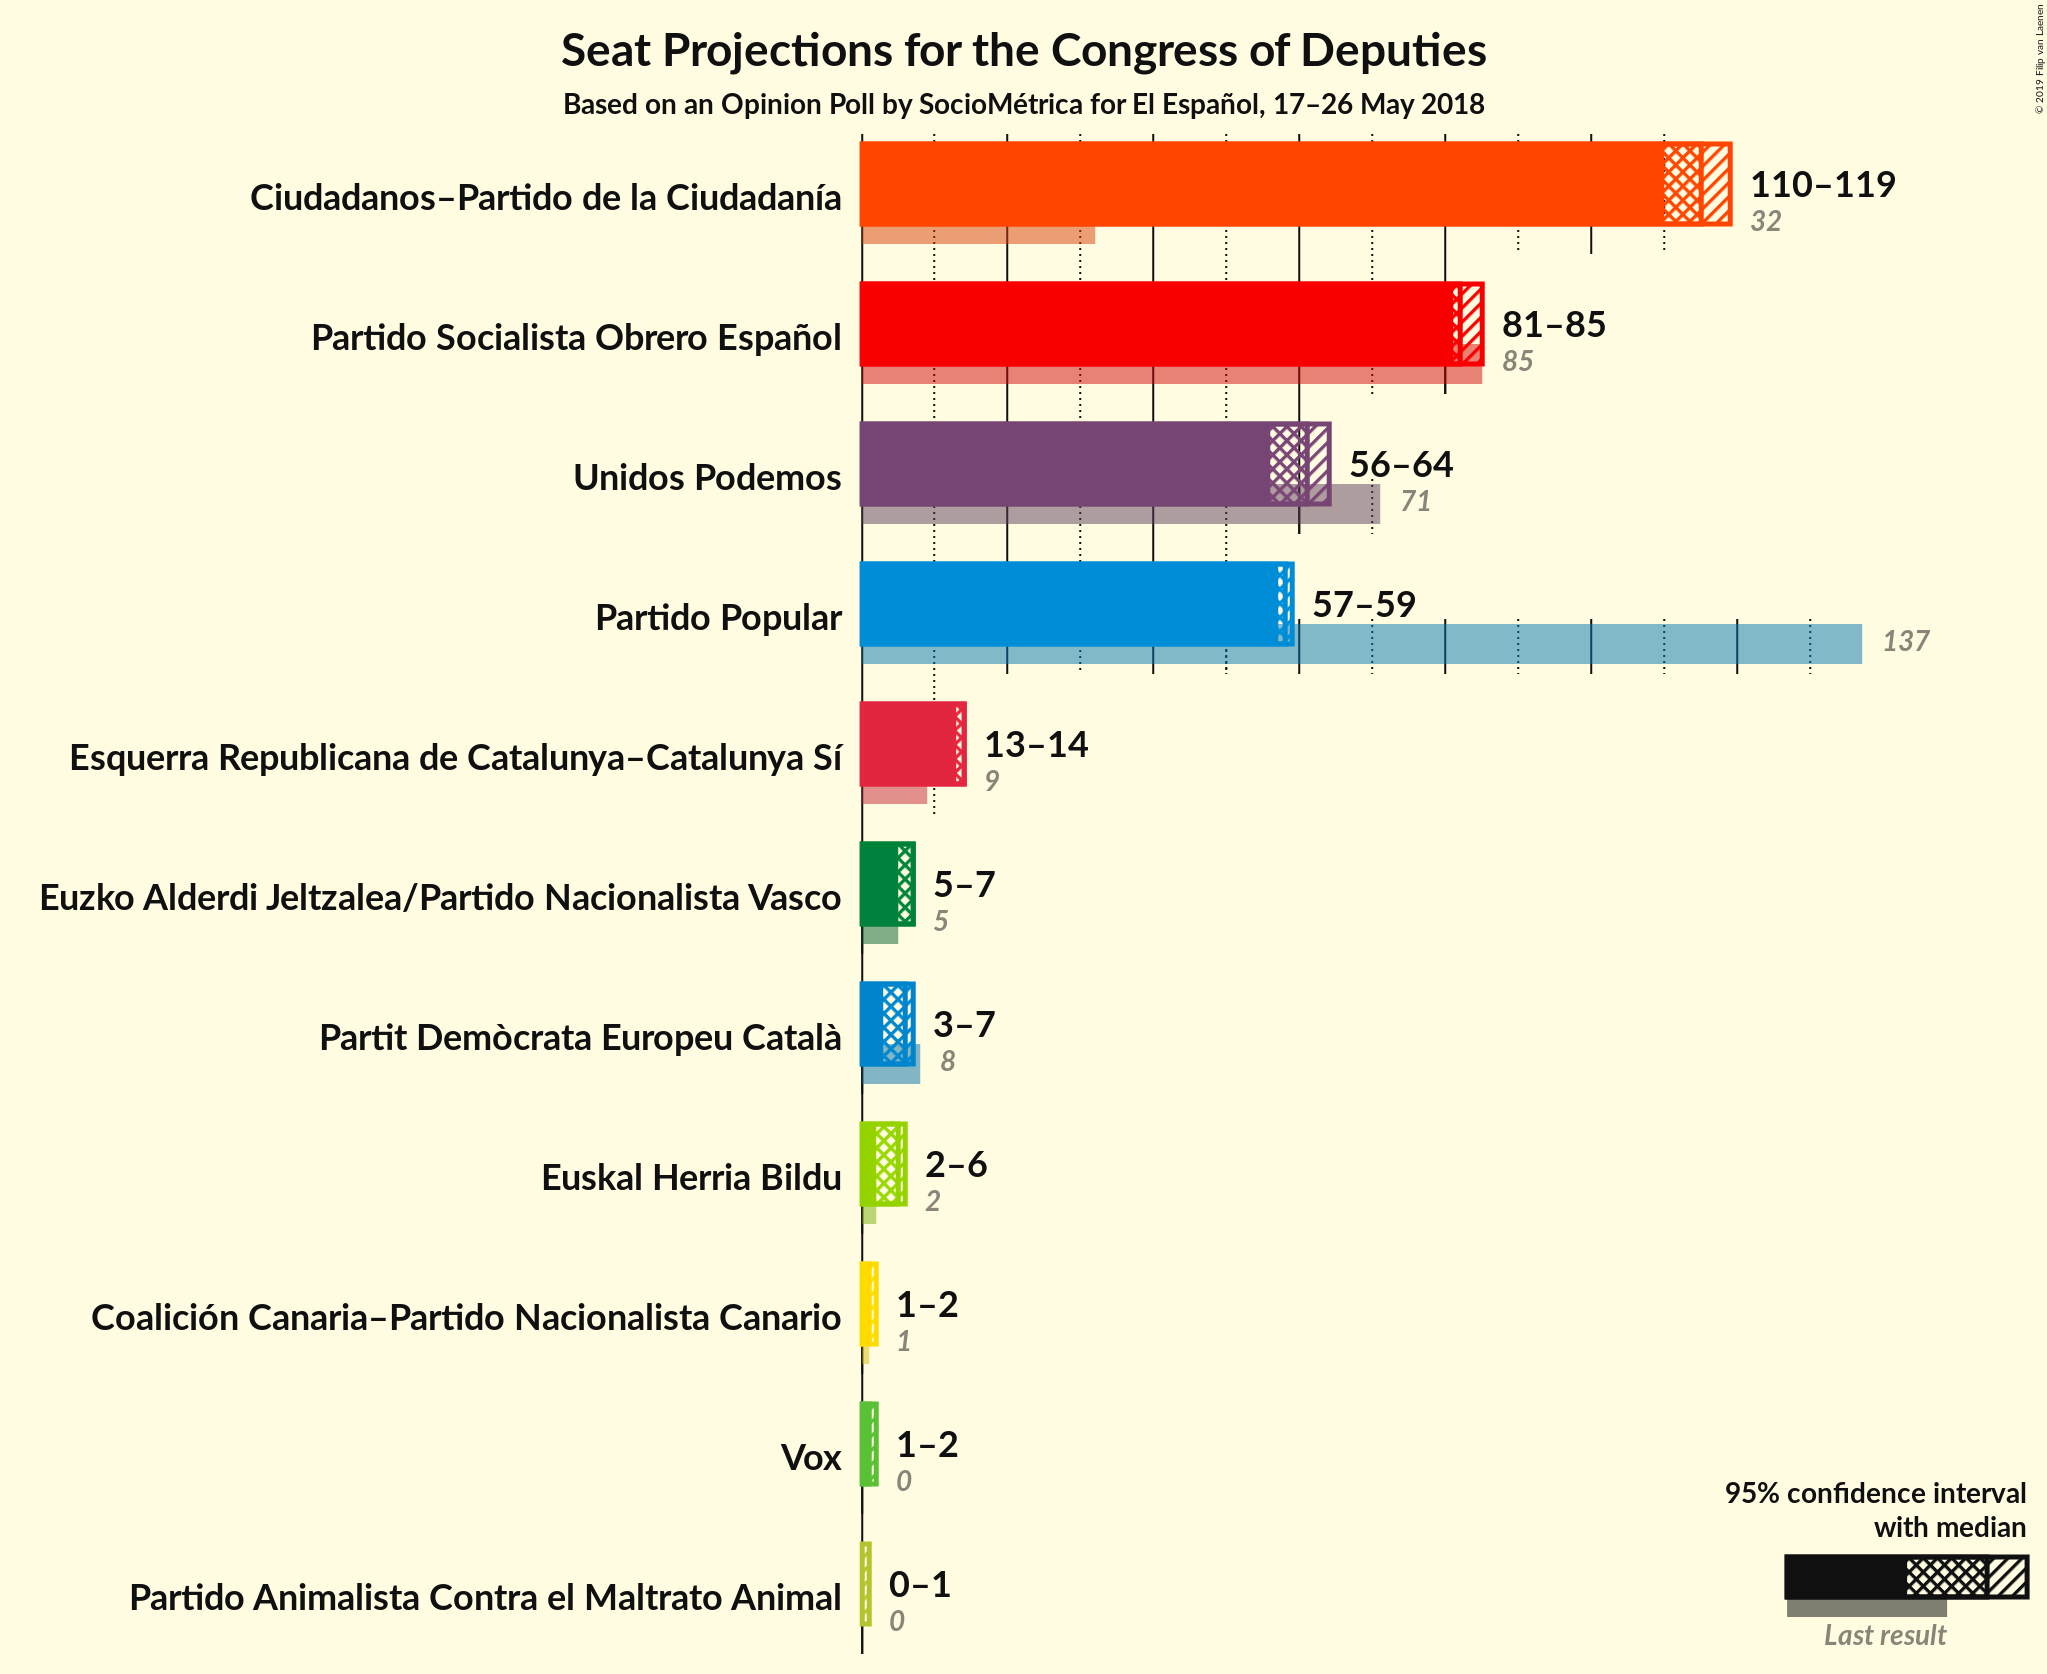 Seat Projections for the Congress of Deputies
Based on an Opinion Poll by SocioMétrica for El Español, 17–26 May 2018
© 2019 Filip van Laenen
Ciudadanos–Partido de la Ciudadanía
110–119
32
Partido Socialista Obrero Español
81–85
85
Unidos Podemos
56–64
71
Partido Popular
57–59
137
Esquerra Republicana de Catalunya–Catalunya Sí
13–14
9
Euzko Alderdi Jeltzalea/Partido Nacionalista Vasco
5–7
5
Partit Demòcrata Europeu Català
3–7
8
Euskal Herria Bildu
2–6
2
Coalición Canaria–Partido Nacionalista Canario
1–2
1
Vox
1–2
0
Partido Animalista Contra el Maltrato Animal
0–1
0
95% confidence interval
with median
Last result